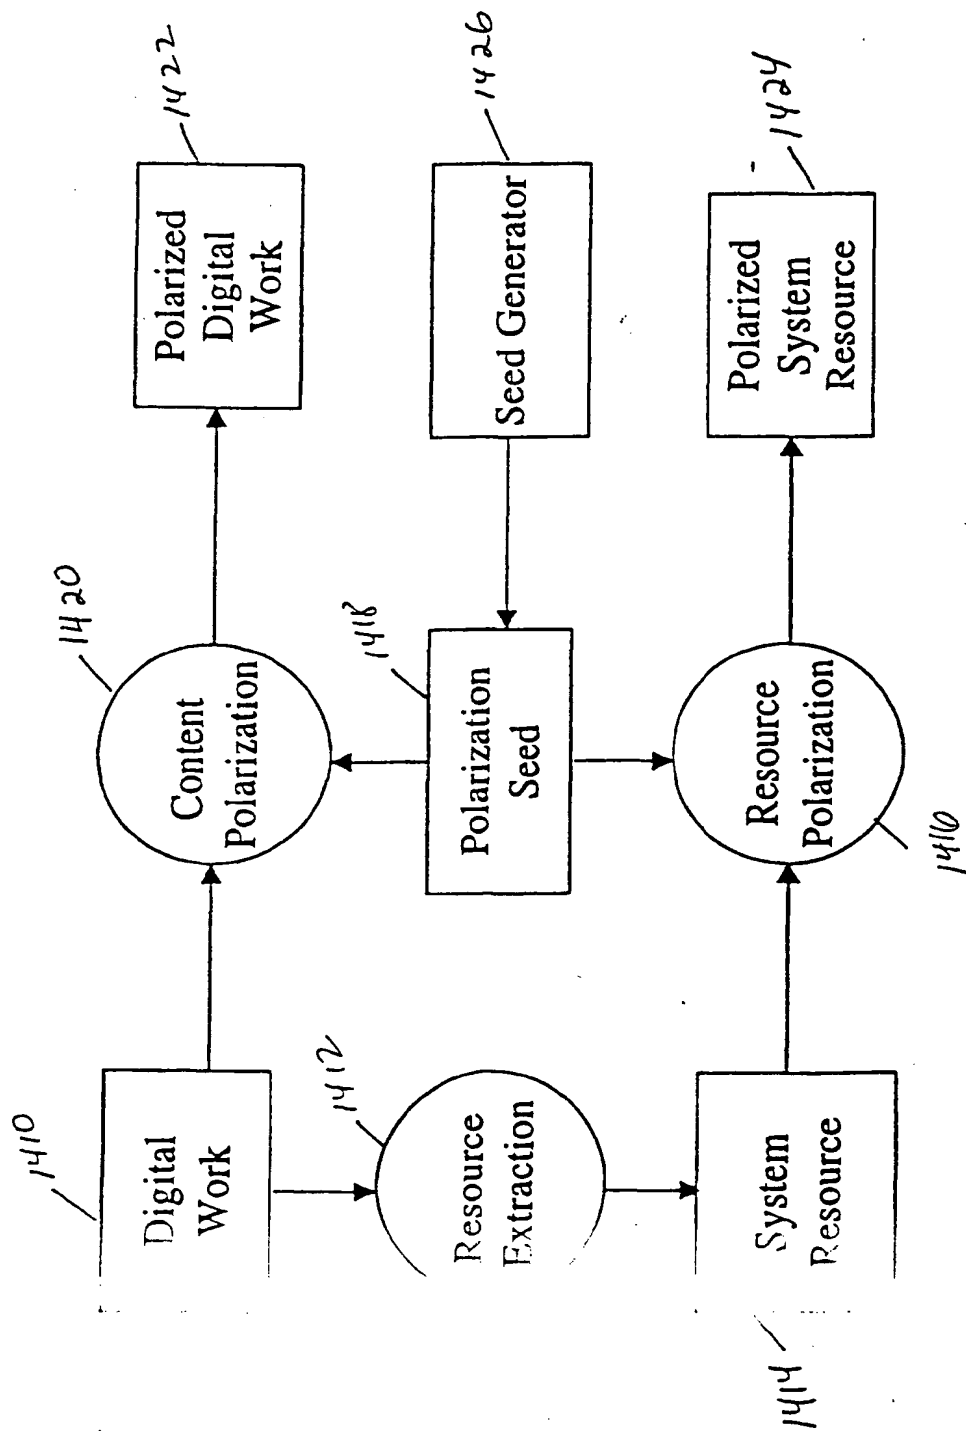 1410
Digital
Work
1420
Content
Polarization
1422
Polarized
Digital
Work
1412
Resource
Extraction
1418
Polarization
Seed
1426
Seed Generator
1414
System
Resource
1416
Resource
Polarization
1424
Polarized
System
Resource